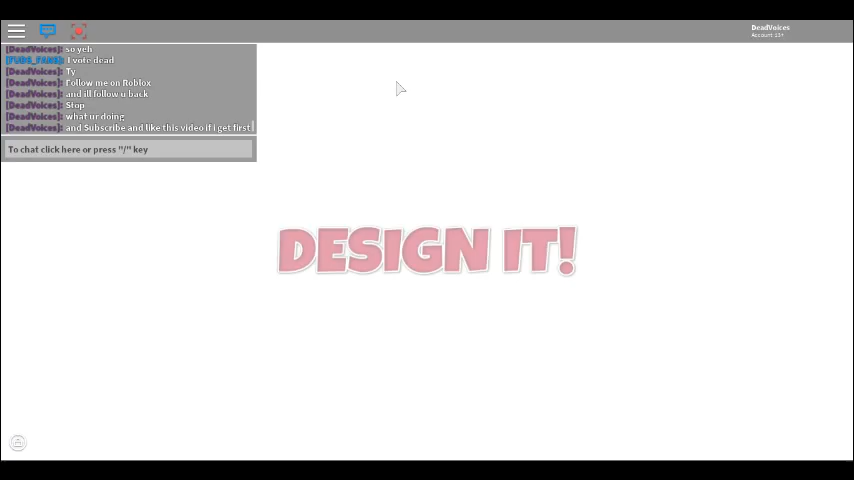 DeadVoices
Account: 13+
[DeadVoices]: so yeh
I vote dead
[DeadVoices]: Ty
[DeadVoices]: Follow me on Roblox
[DeadVoices]: and ill follow u back
[DeadVoices]: Stop
[DeadVoices]: what ur doing
[DeadVoices]: and Subscribe and like this video if i get first
To chat click here or press "/" key
DESIGN IT!